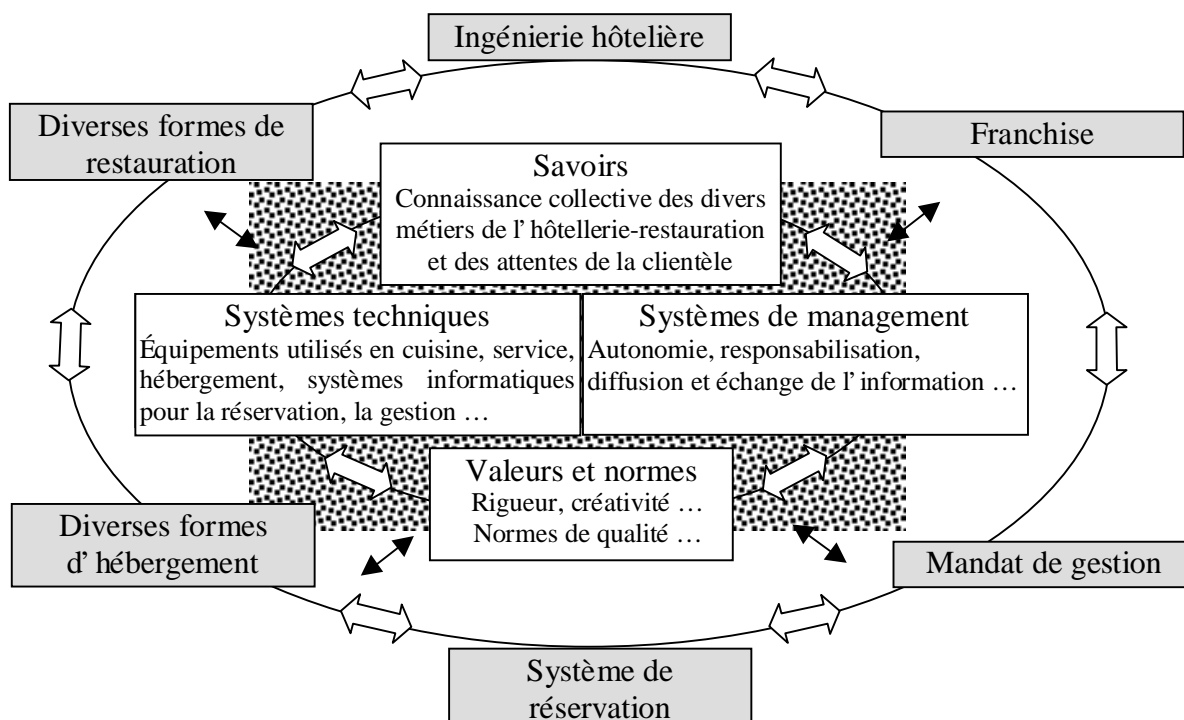 Ingénierie hôtelière
Diverses formes de
restauration
Franchise
Savoirs
Connaissance collective des divers
métiers de l'hôtellerie-restauration
et des attentes de la clientèle
Systèmes techniques
Équipements utilisés en cuisine, service,
hébergement, systèmes informatiques
pour la réservation, la gestion …
Systèmes de management
Autonomie, responsabilisation,
diffusion et échange de l'information …
Valeurs et normes
Rigueur, créativité …
Normes de qualité …
Diverses formes
d'hébergement
Mandat de gestion
Système de
réservation